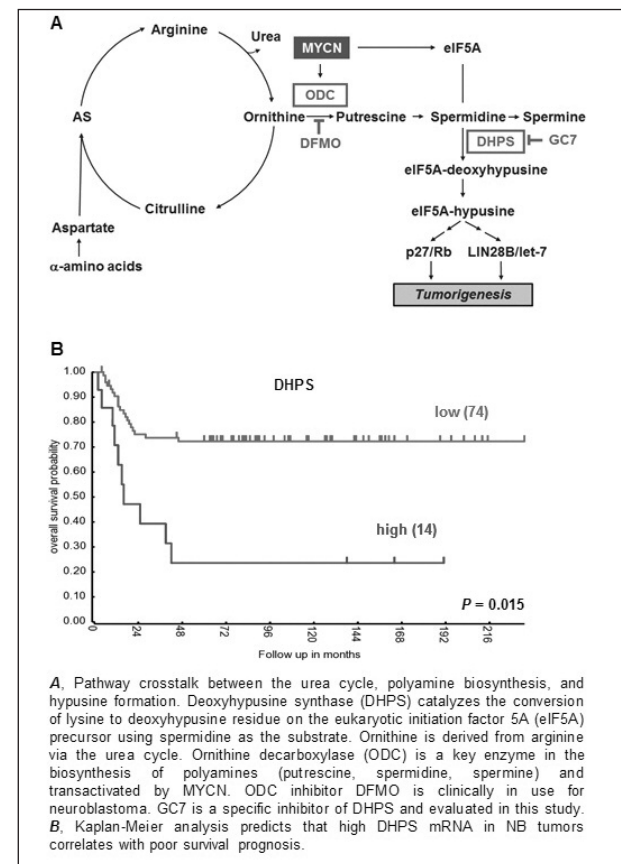 A
Arginine
Urea
MYCN
eIF5A
ODC
AS
Ornithine
Putrescine
Spermidine
Spermine
DFMO
DHPS
GC7
eIF5A-deoxyhypusine
Citrulline
eIF5A-hypusine
Aspartate
p27/Rb
LIN28B/let-7
α-amino acids
Tumorigenesis
B
DHPS
1.00
0.90
0.80
0.70
0.60
0.50
0.40
0.30
0.20
0.10
0.00
overall survival probability
low (74)
high (14)
P = 0.015
0
24
48
72
96
120
144
168
192
216
Follow up in months
A, Pathway crosstalk between the urea cycle, polyamine biosynthesis, and
hypusine formation. Deoxyhypusine synthase (DHPS) catalyzes the conversion
of lysine to deoxyhypusine residue on the eukaryotic initiation factor 5A (eIF5A)
precursor using spermidine as the substrate. Ornithine is derived from arginine
via the urea cycle. Ornithine decarboxylase (ODC) is a key enzyme in the
biosynthesis of polyamines (putrescine, spermidine, spermine) and
transactivated by MYCN. ODC inhibitor DFMO is clinically in use for
neuroblastoma. GC7 is a specific inhibitor of DHPS and evaluated in this study.
B, Kaplan-Meier analysis predicts that high DHPS mRNA in NB tumors
correlates with poor survival prognosis.